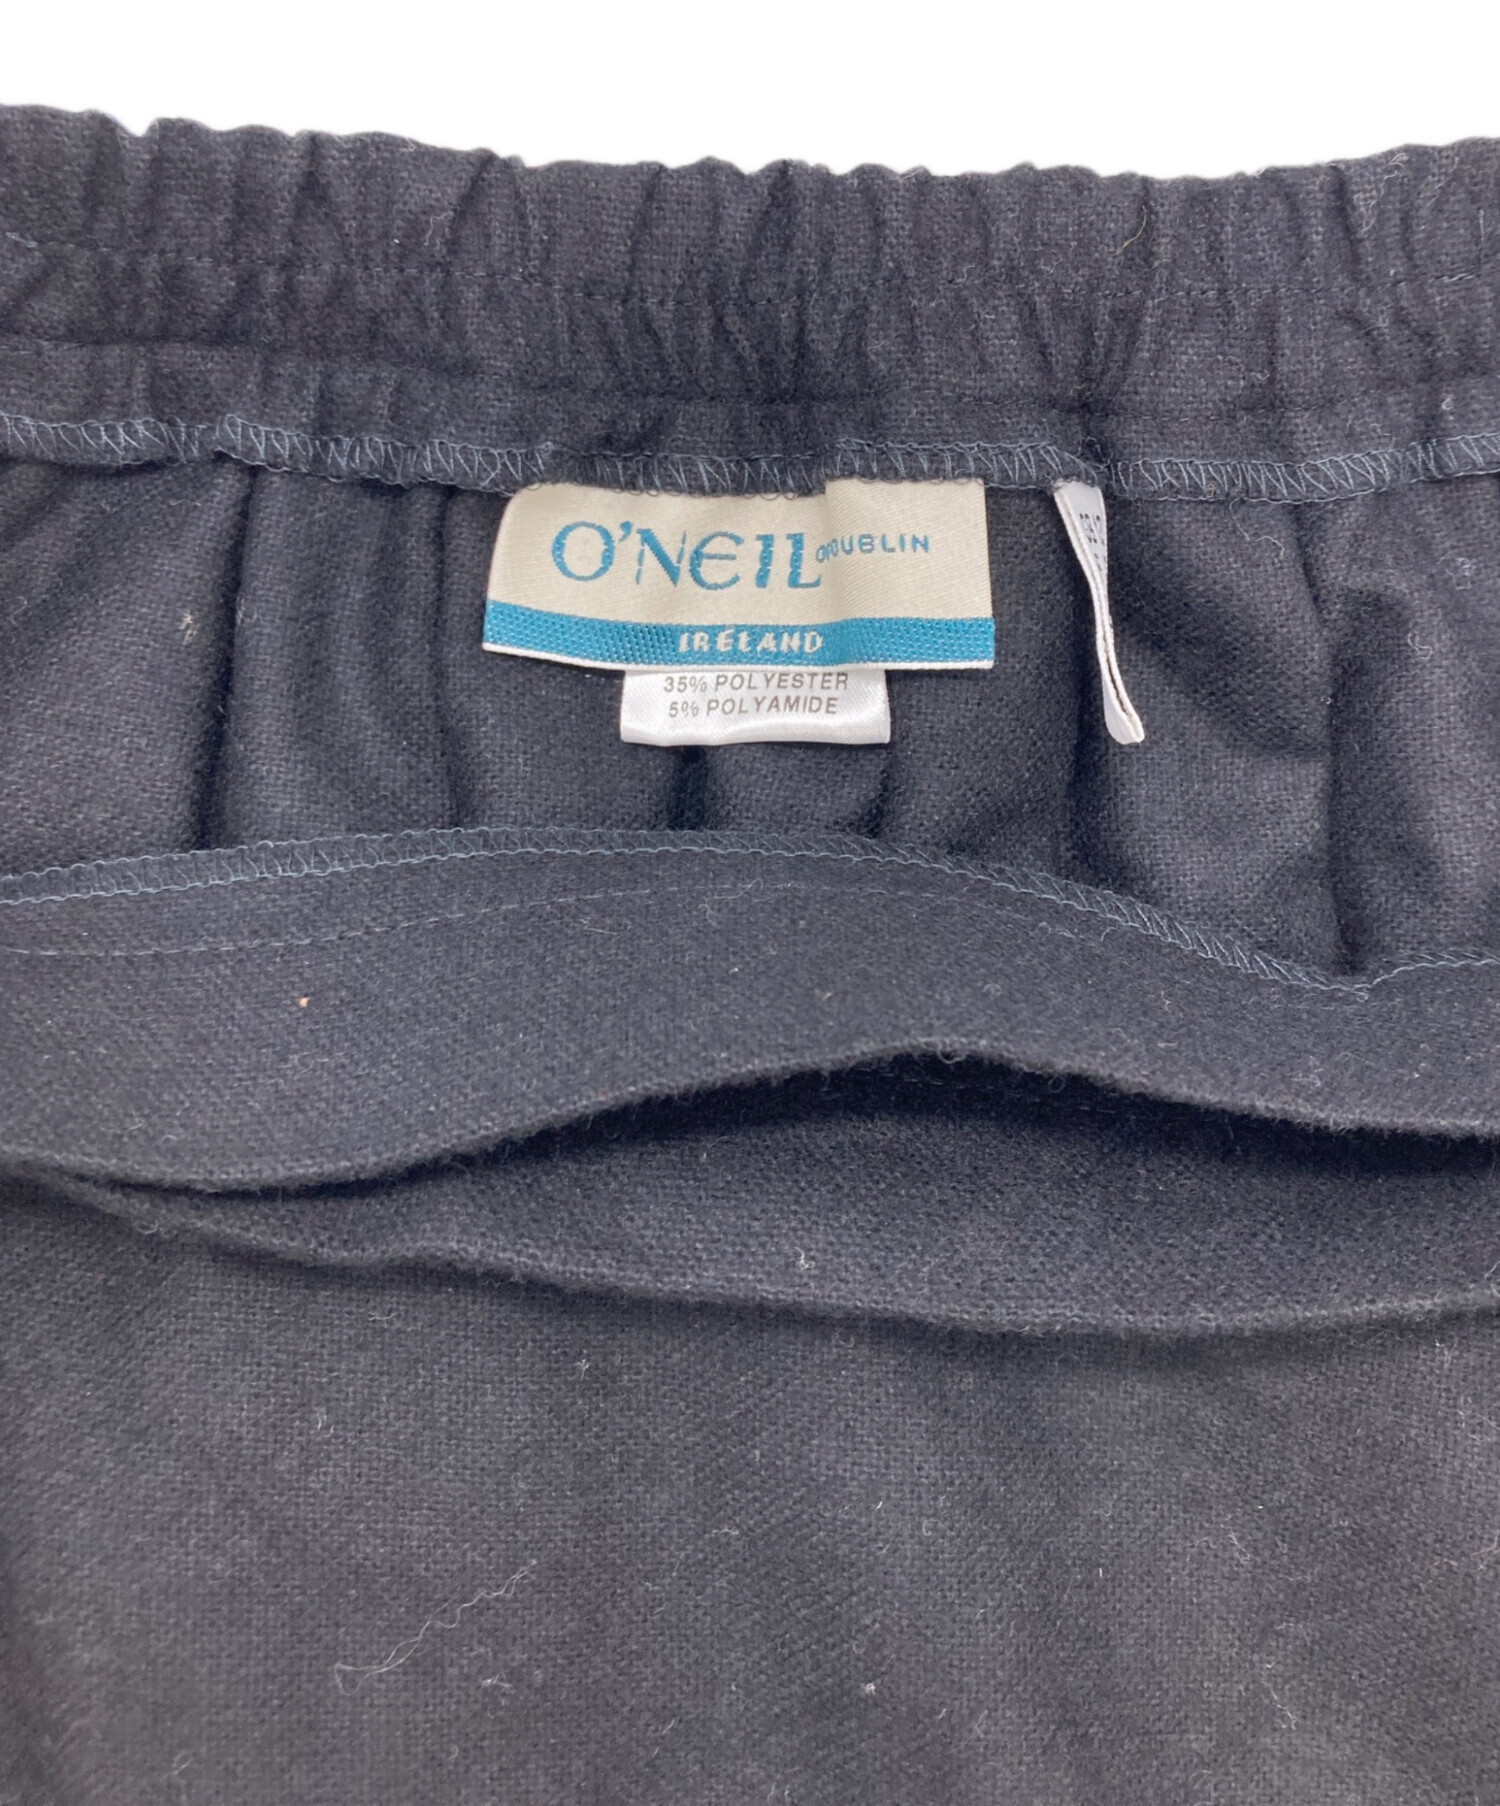 O'NEIL OF DUBLIN
IRELAND
35% POLYESTER
5% POLYAMIDE